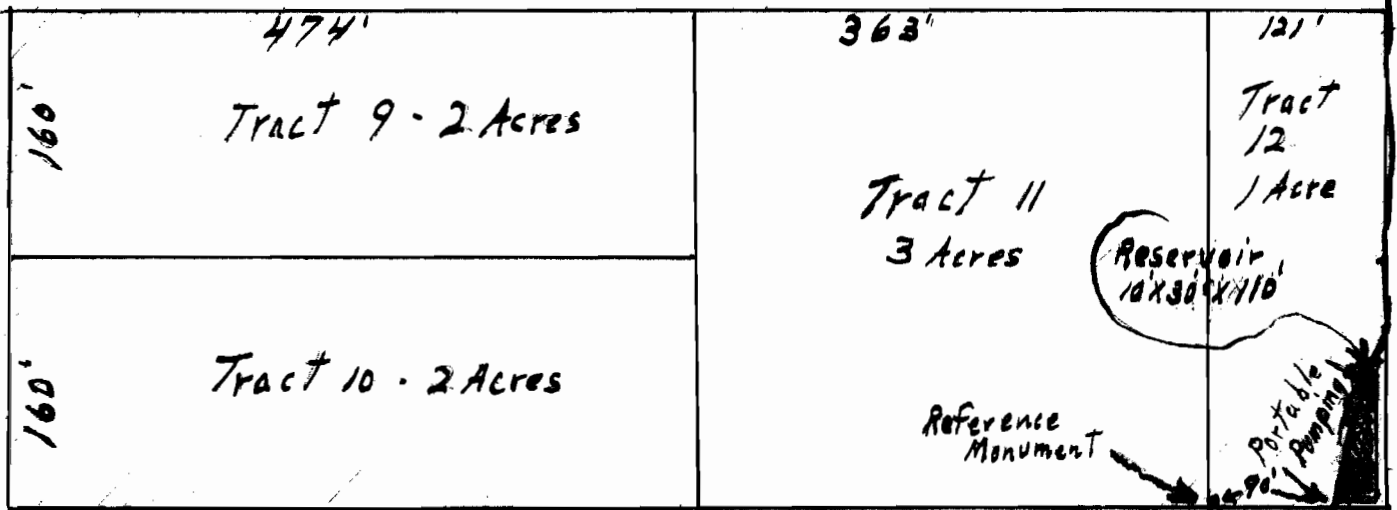 474'
363'
121'
160'
Tract 9 - 2 Acres
Tract
12
1 Acre
Tract 11
3 Acres
Reservoir
10'X30'X110'
160'
Tract 10 - 2 Acres
Reference
Monument
Portable
Pumping
90'